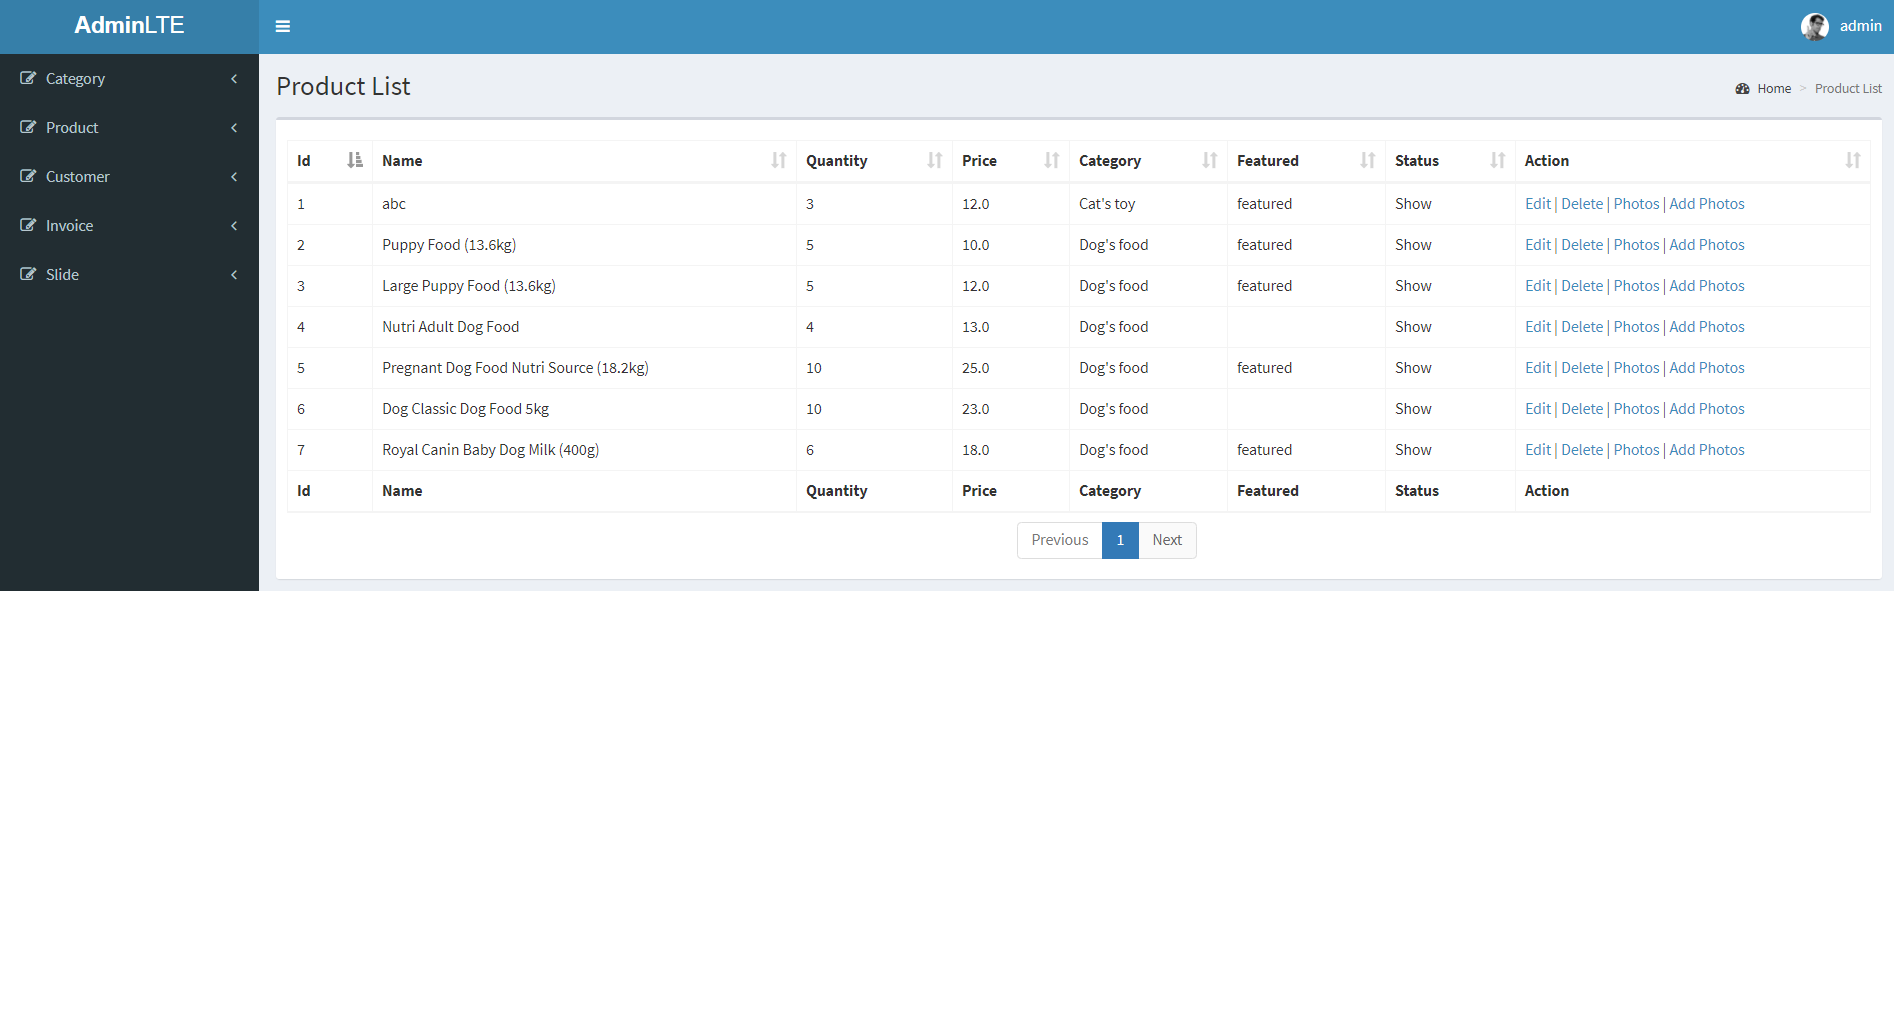 AdminLTE
admin
Category
Product
Customer
Invoice
Slide
Product List
Home > Product List
Id Name Quantity Price Category Featured Status Action
1 abc 3 12.0 Cat's toy featured Show Edit | Delete | Photos | Add Photos
2 Puppy Food (13.6kg) 5 10.0 Dog's food featured Show Edit | Delete | Photos | Add Photos
3 Large Puppy Food (13.6kg) 5 12.0 Dog's food featured Show Edit | Delete | Photos | Add Photos
4 Nutri Adult Dog Food 4 13.0 Dog's food Show Edit | Delete | Photos | Add Photos
5 Pregnant Dog Food Nutri Source (18.2kg) 10 25.0 Dog's food featured Show Edit | Delete | Photos | Add Photos
6 Dog Classic Dog Food 5kg 10 23.0 Dog's food Show Edit | Delete | Photos | Add Photos
7 Royal Canin Baby Dog Milk (400g) 6 18.0 Dog's food featured Show Edit | Delete | Photos | Add Photos
Id Name Quantity Price Category Featured Status Action
Previous 1 Next